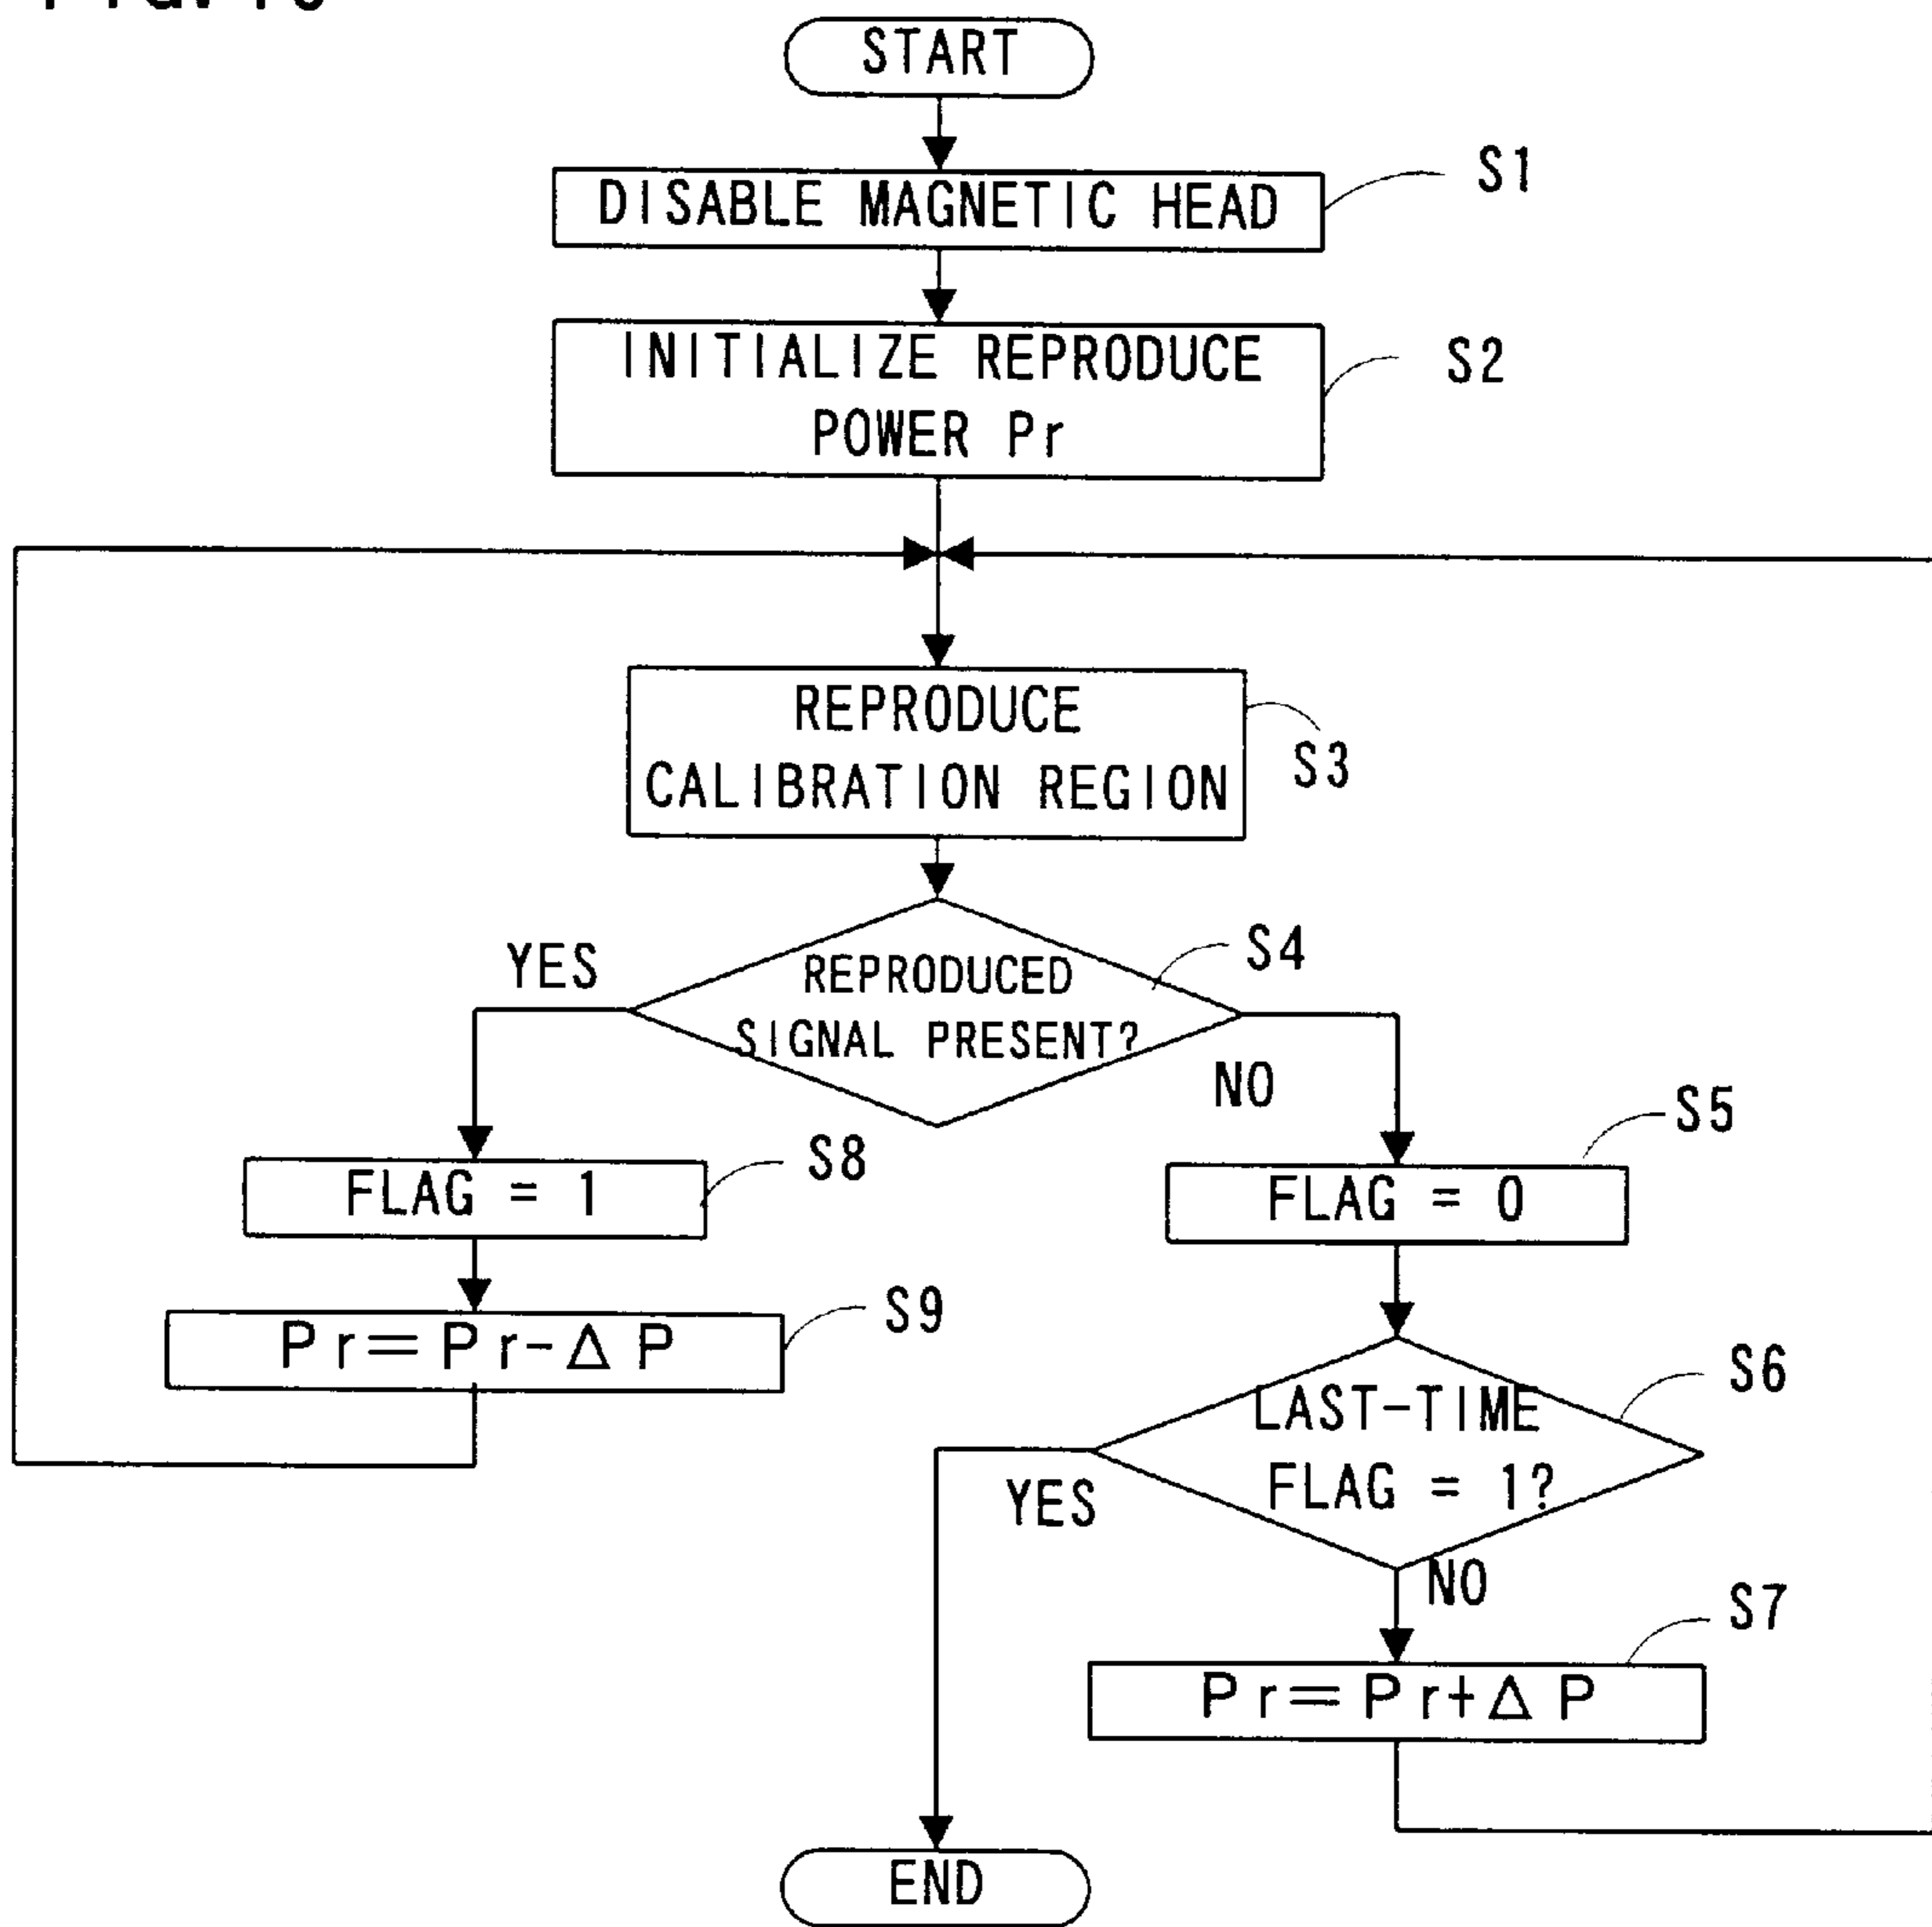 START
DISABLE MAGNETIC HEAD
S1
INITIALIZE REPRODUCE
POWER Pr
S2
REPRODUCE
CALIBRATION REGION
S3
REPRODUCED
SIGNAL PRESENT?
S4
YES
NO
FLAG = 1
S8
FLAG = 0
S5
Pr=Pr-ΔP
S9
LAST-TIME
FLAG = 1?
S6
YES
NO
Pr=Pr+ΔP
S7
END